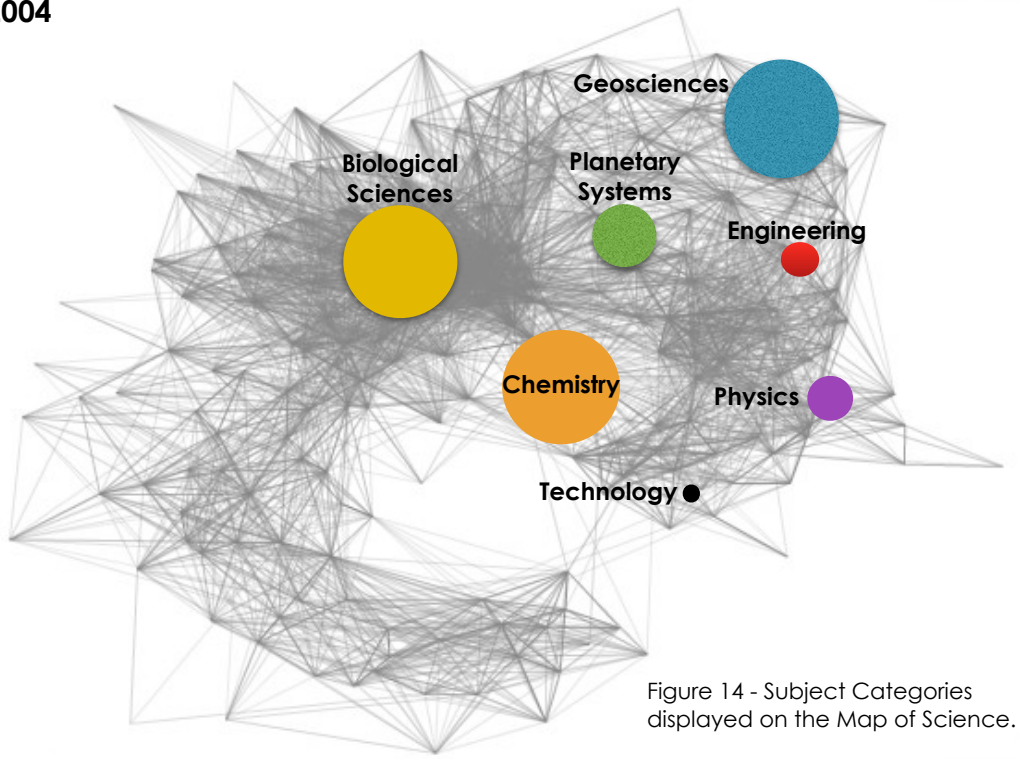 004
Geosciences
Biological
Sciences
Planetary
Systems
Engineering
Chemistry
Physics
Technology
Figure 14 - Subject Categories
displayed on the Map of Science.